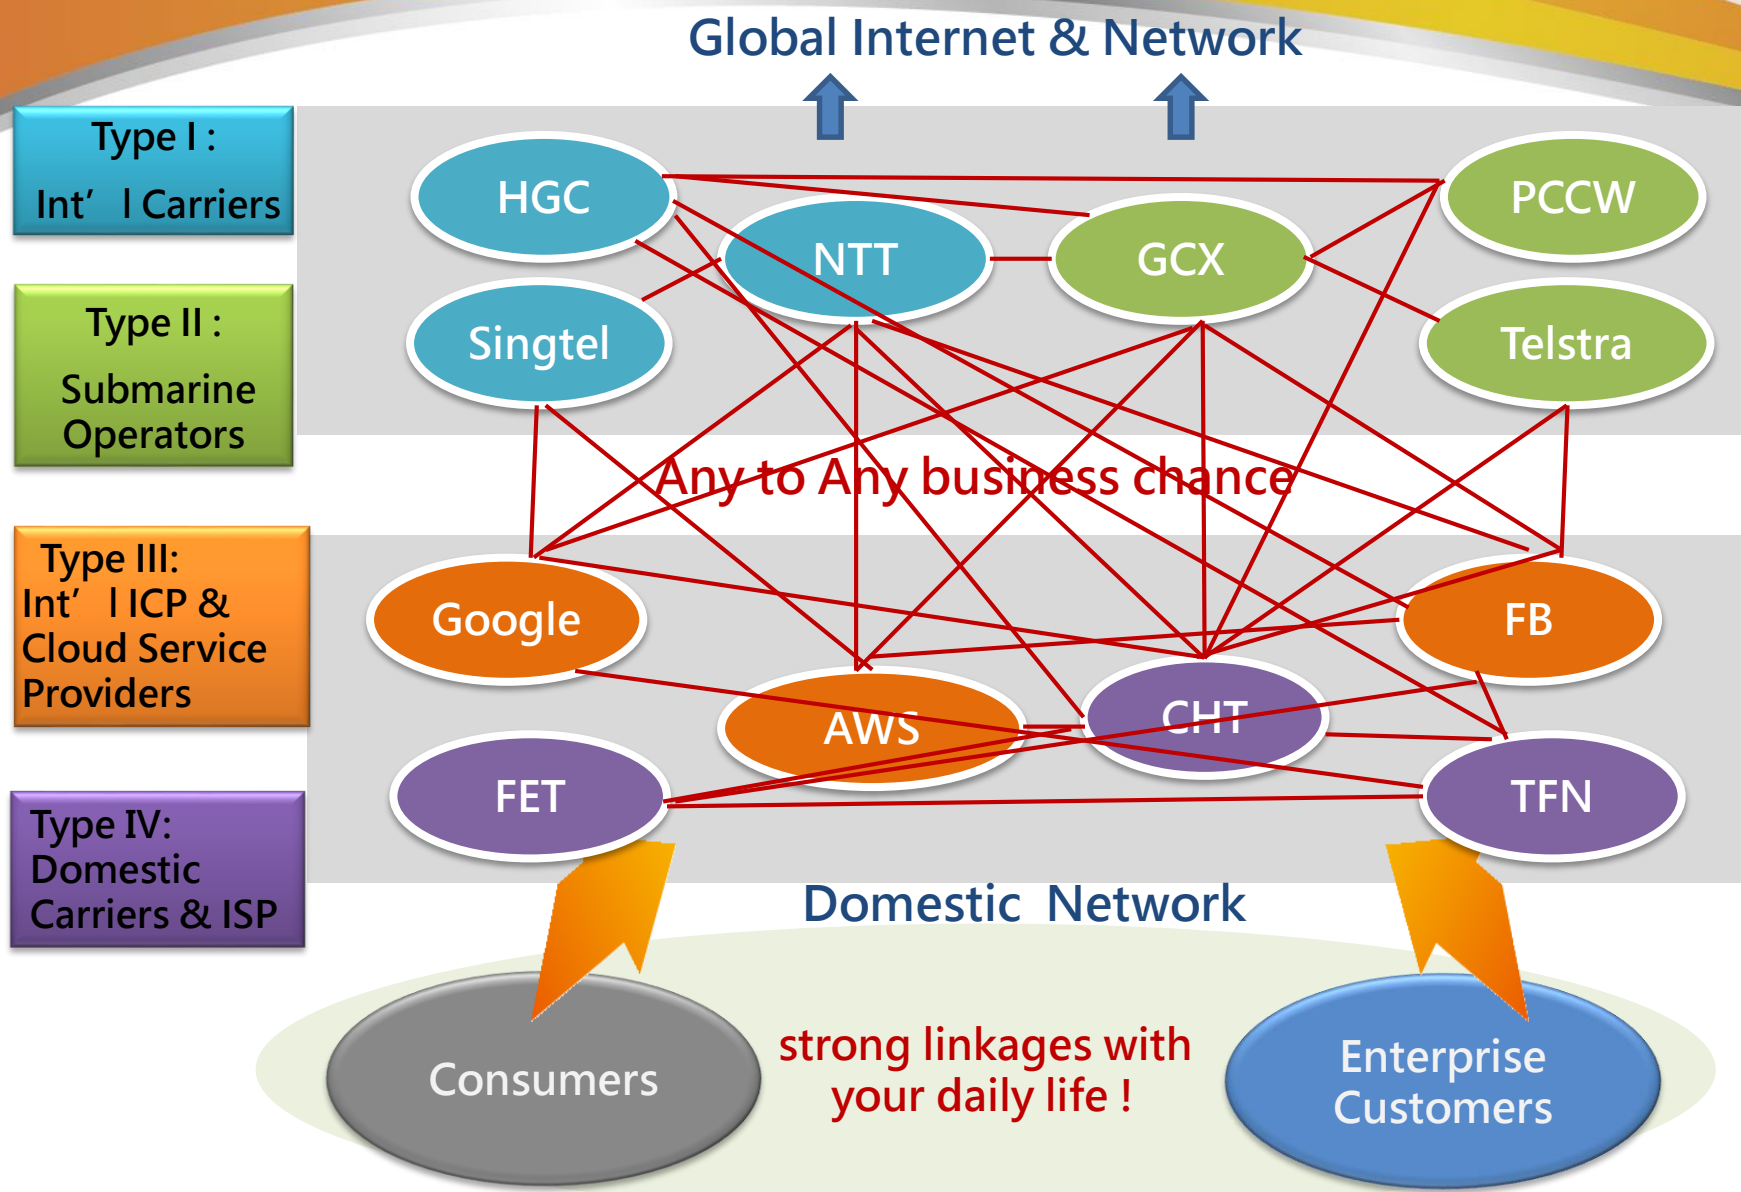 Global Internet & Network
Type I :
Int’ l Carriers
Type II :
Submarine
Operators
Type III:
Int’ l ICP &
Cloud Service
Providers
Type IV:
Domestic
Carriers & ISP
HGC
NTT
GCX
PCCW
Singtel
Telstra
Any to Any business chance
Google
FB
AWS
CHT
FET
TFN
Domestic Network
Consumers
strong linkages with
your daily life !
Enterprise
Customers